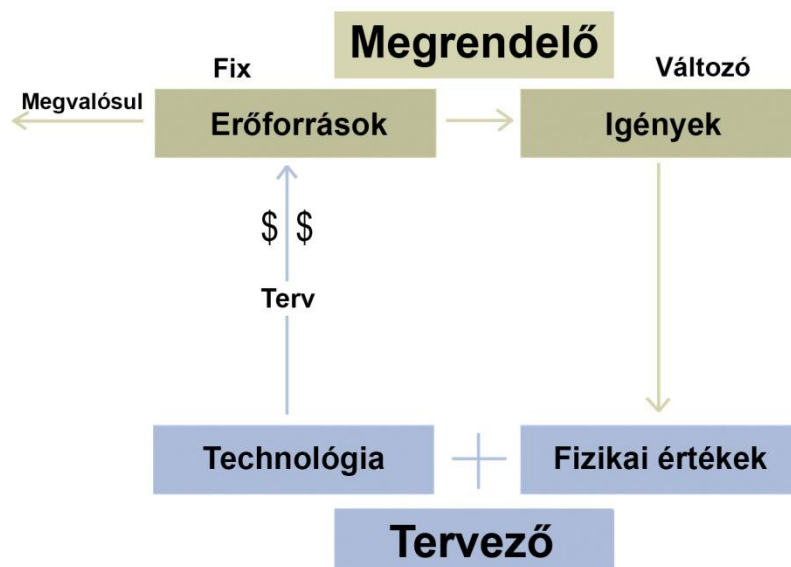 Megrendelő
Fix
Változó
Megvalósul
Erőforrások
Igények
$ $
Terv
Technológia
Fizikai értékek
Tervező